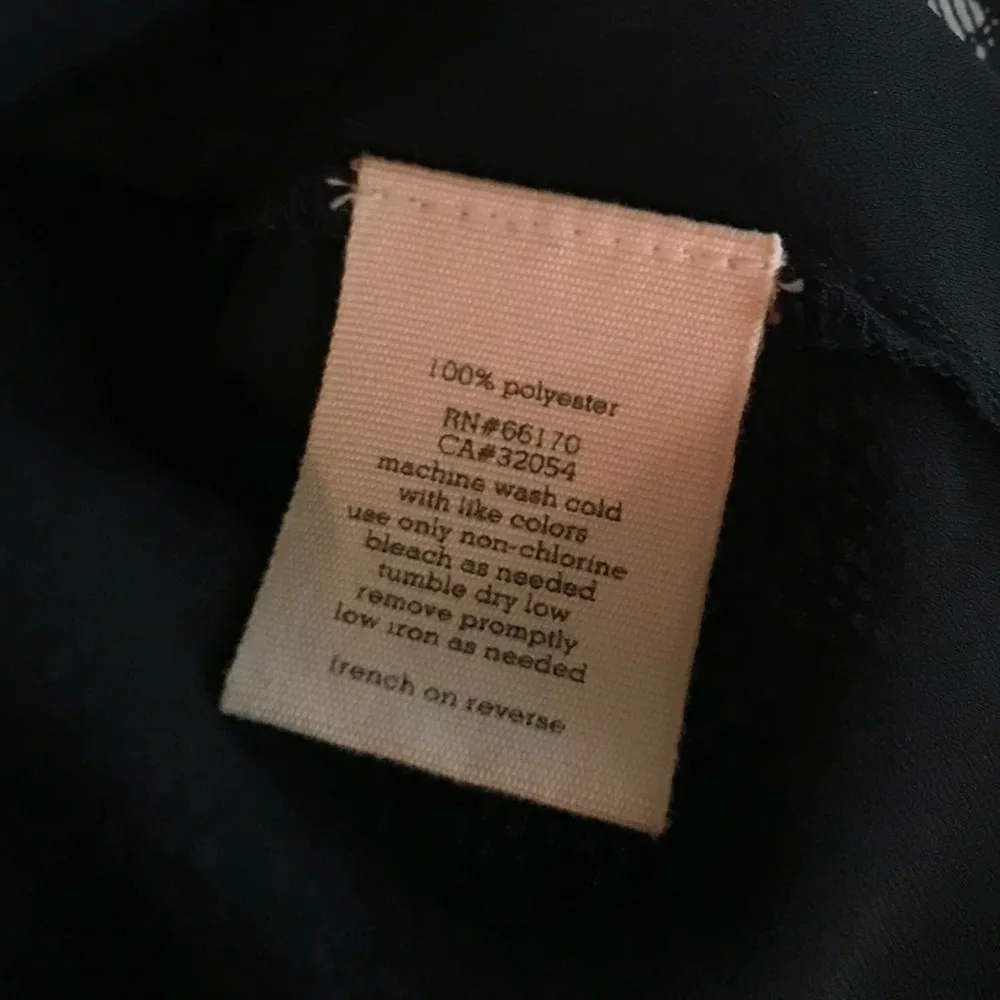 100% polyester
RN#66170
CA#32054
machine wash cold
with like colors
use only non-chlorine
bleach as needed
tumble dry low
remove promptly
low iron as needed
french on reverse